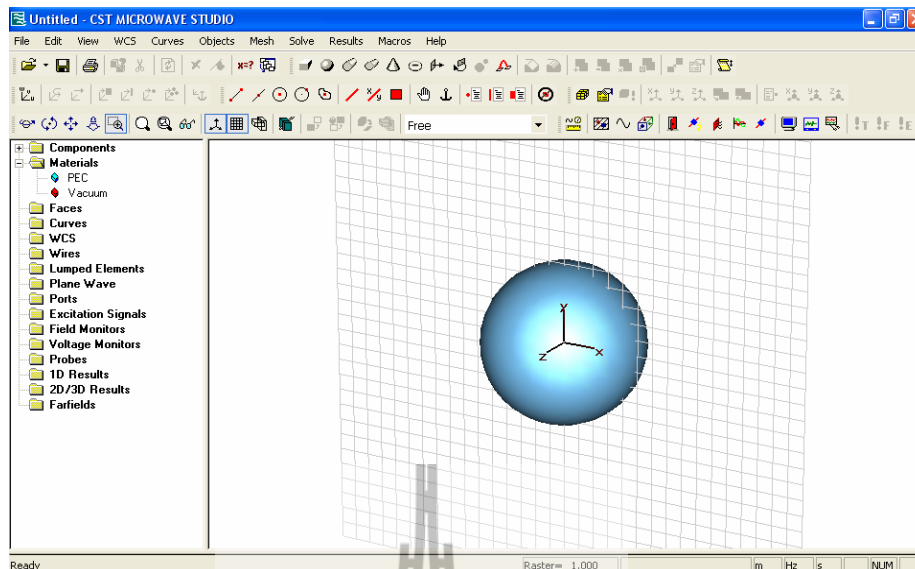 Untitled - CST MICROWAVE STUDIO
File Edit View WCS Curves Objects Mesh Solve Results Macros Help
Free
Components
Materials
PEC
Vacuum
Faces
Curves
WCS
Wires
Lumped Elements
Plane Wave
Ports
Excitation Signals
Field Monitors
Voltage Monitors
Probes
1D Results
2D/3D Results
Farfields
Y
Z X
Ready Raster= 1.000 m Hz s NUM